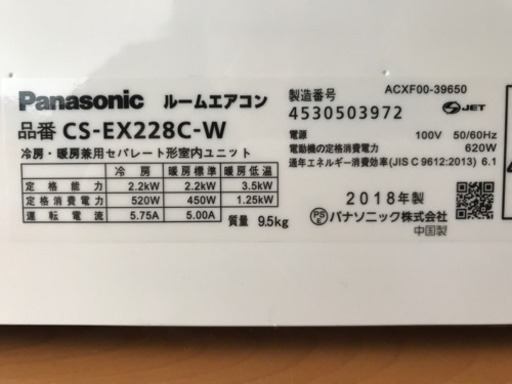 ACXF00-39650
Panasonic ルームエアコン
製造番号
4530503972
JET
品番 CS-EX228C-W
冷房・暖房兼用セパレート形室内ユニット
電源 100V 50/60Hz
電動機の定格消費電力 620W
通年エネルギー消費効率(JIS C 9612:2013) 6.1
冷房 暖房標準 暖房低温
定格能力 2.2kW 2.2kW 3.5kW
定格消費電力 520W 450W 1.25kW
運転電流 5.75A 5.00A
質量 9.5kg
2018年製
PSE パナソニック株式会社
中国製